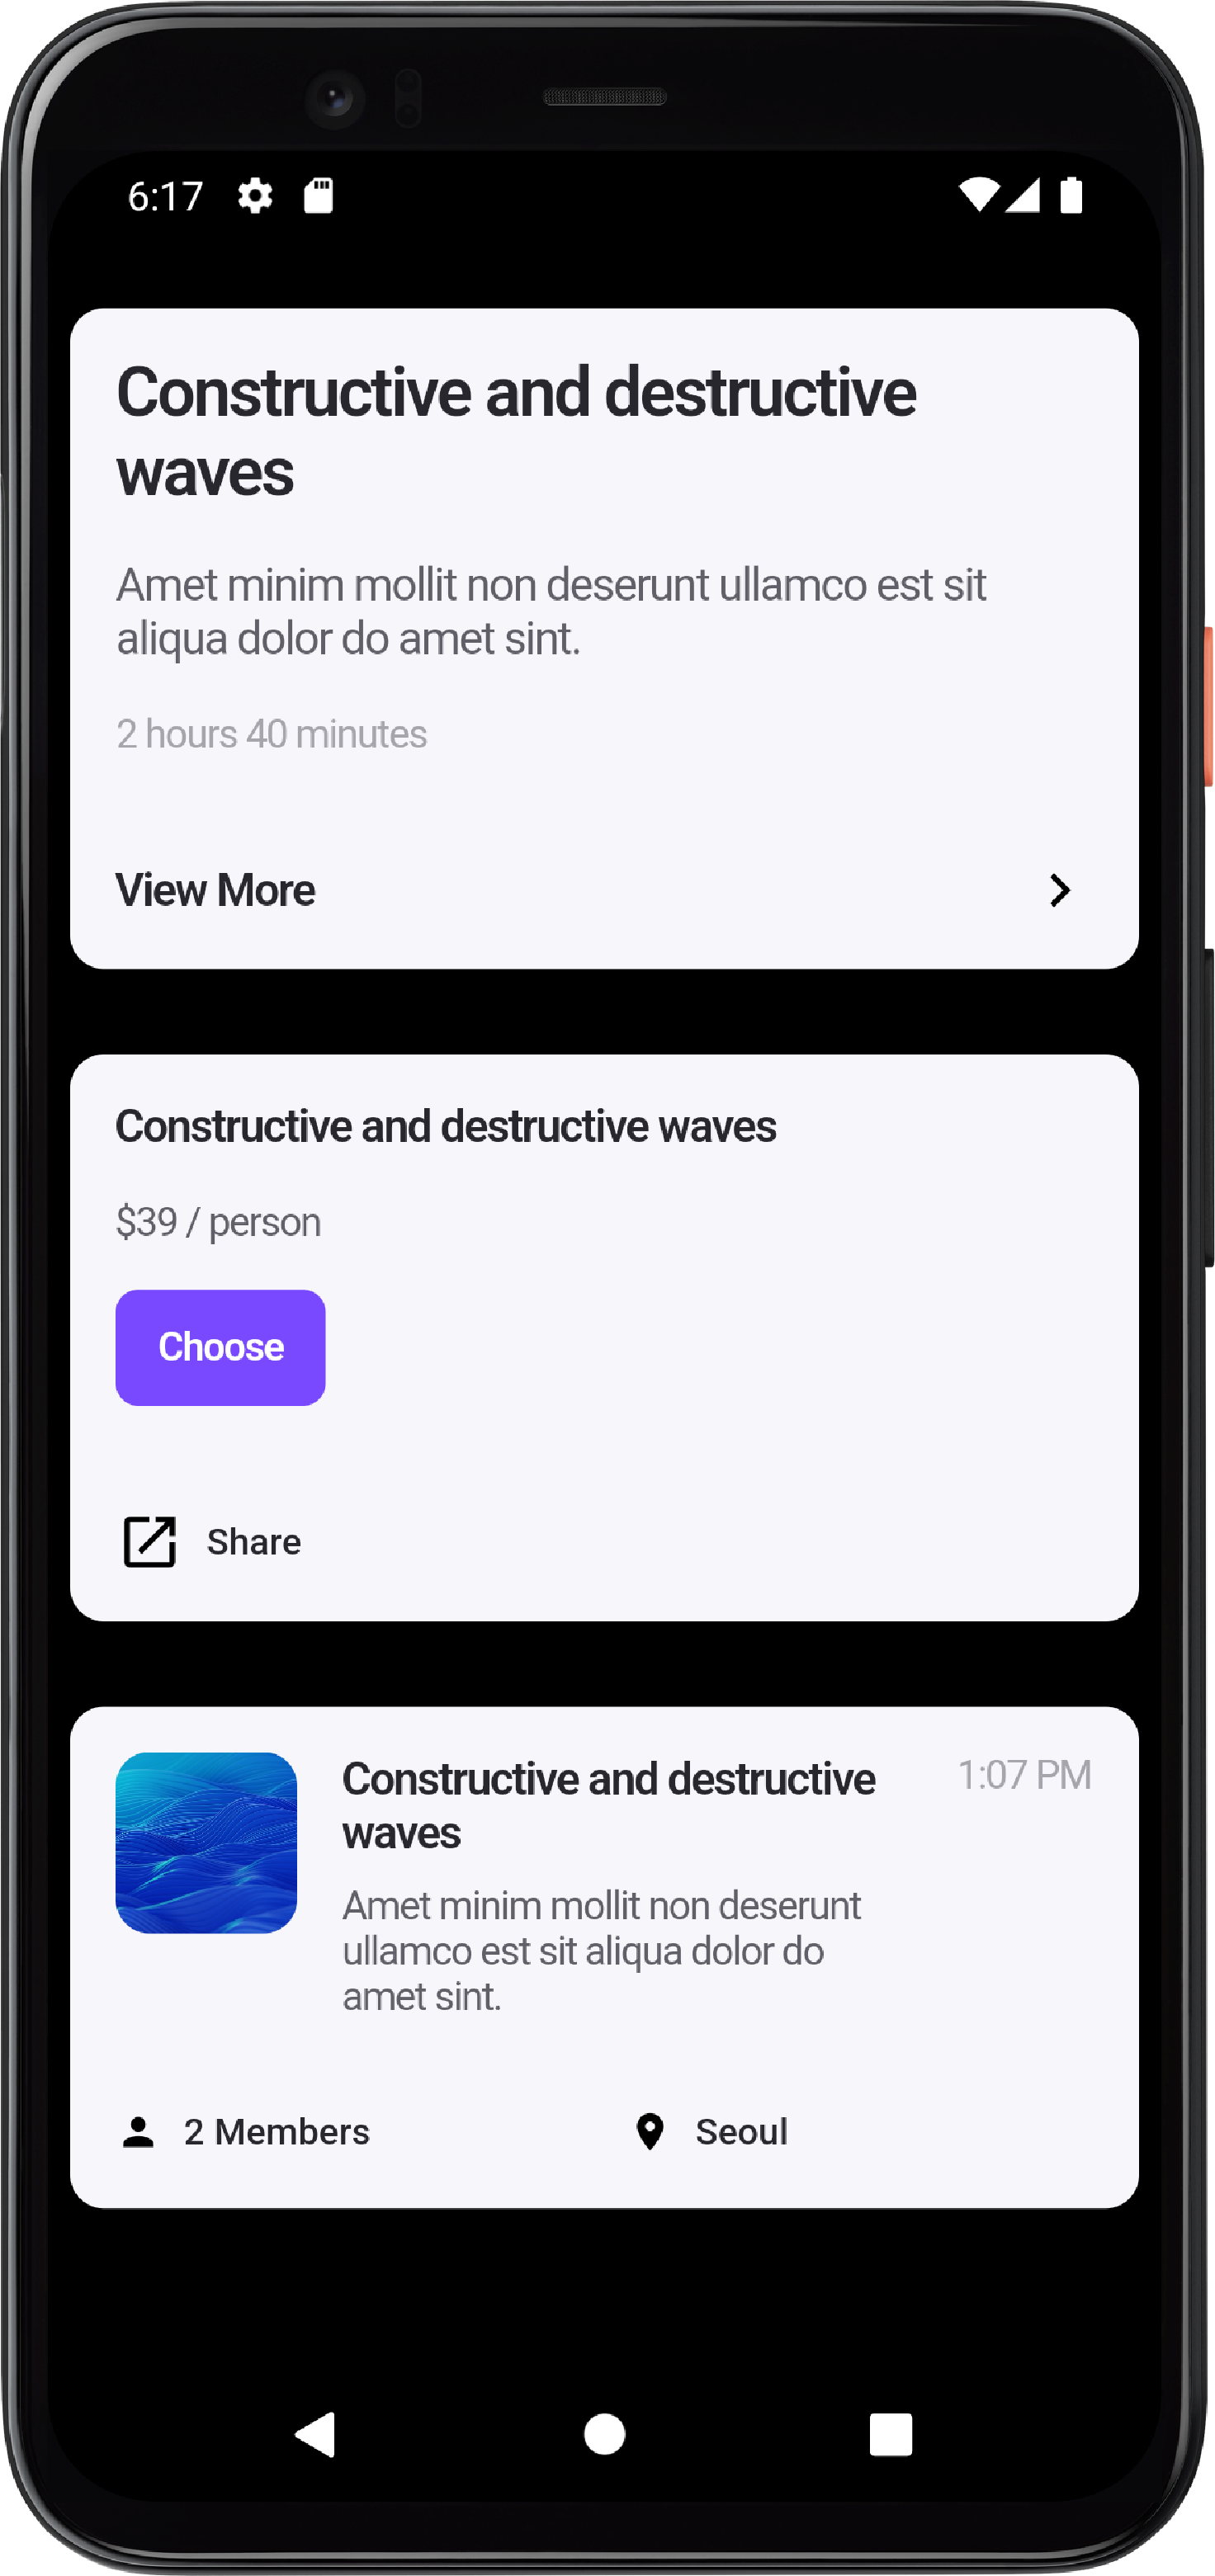 6:17
Constructive and destructive
waves
Amet minim mollit non deserunt ullamco est sit
aliqua dolor do amet sint.
2 hours 40 minutes
View More
Constructive and destructive waves
$39 / person
Choose
Share
Constructive and destructive
waves
1:07 PM
Amet minim mollit non deserunt
ullamco est sit aliqua dolor do
amet sint.
2 Members
Seoul